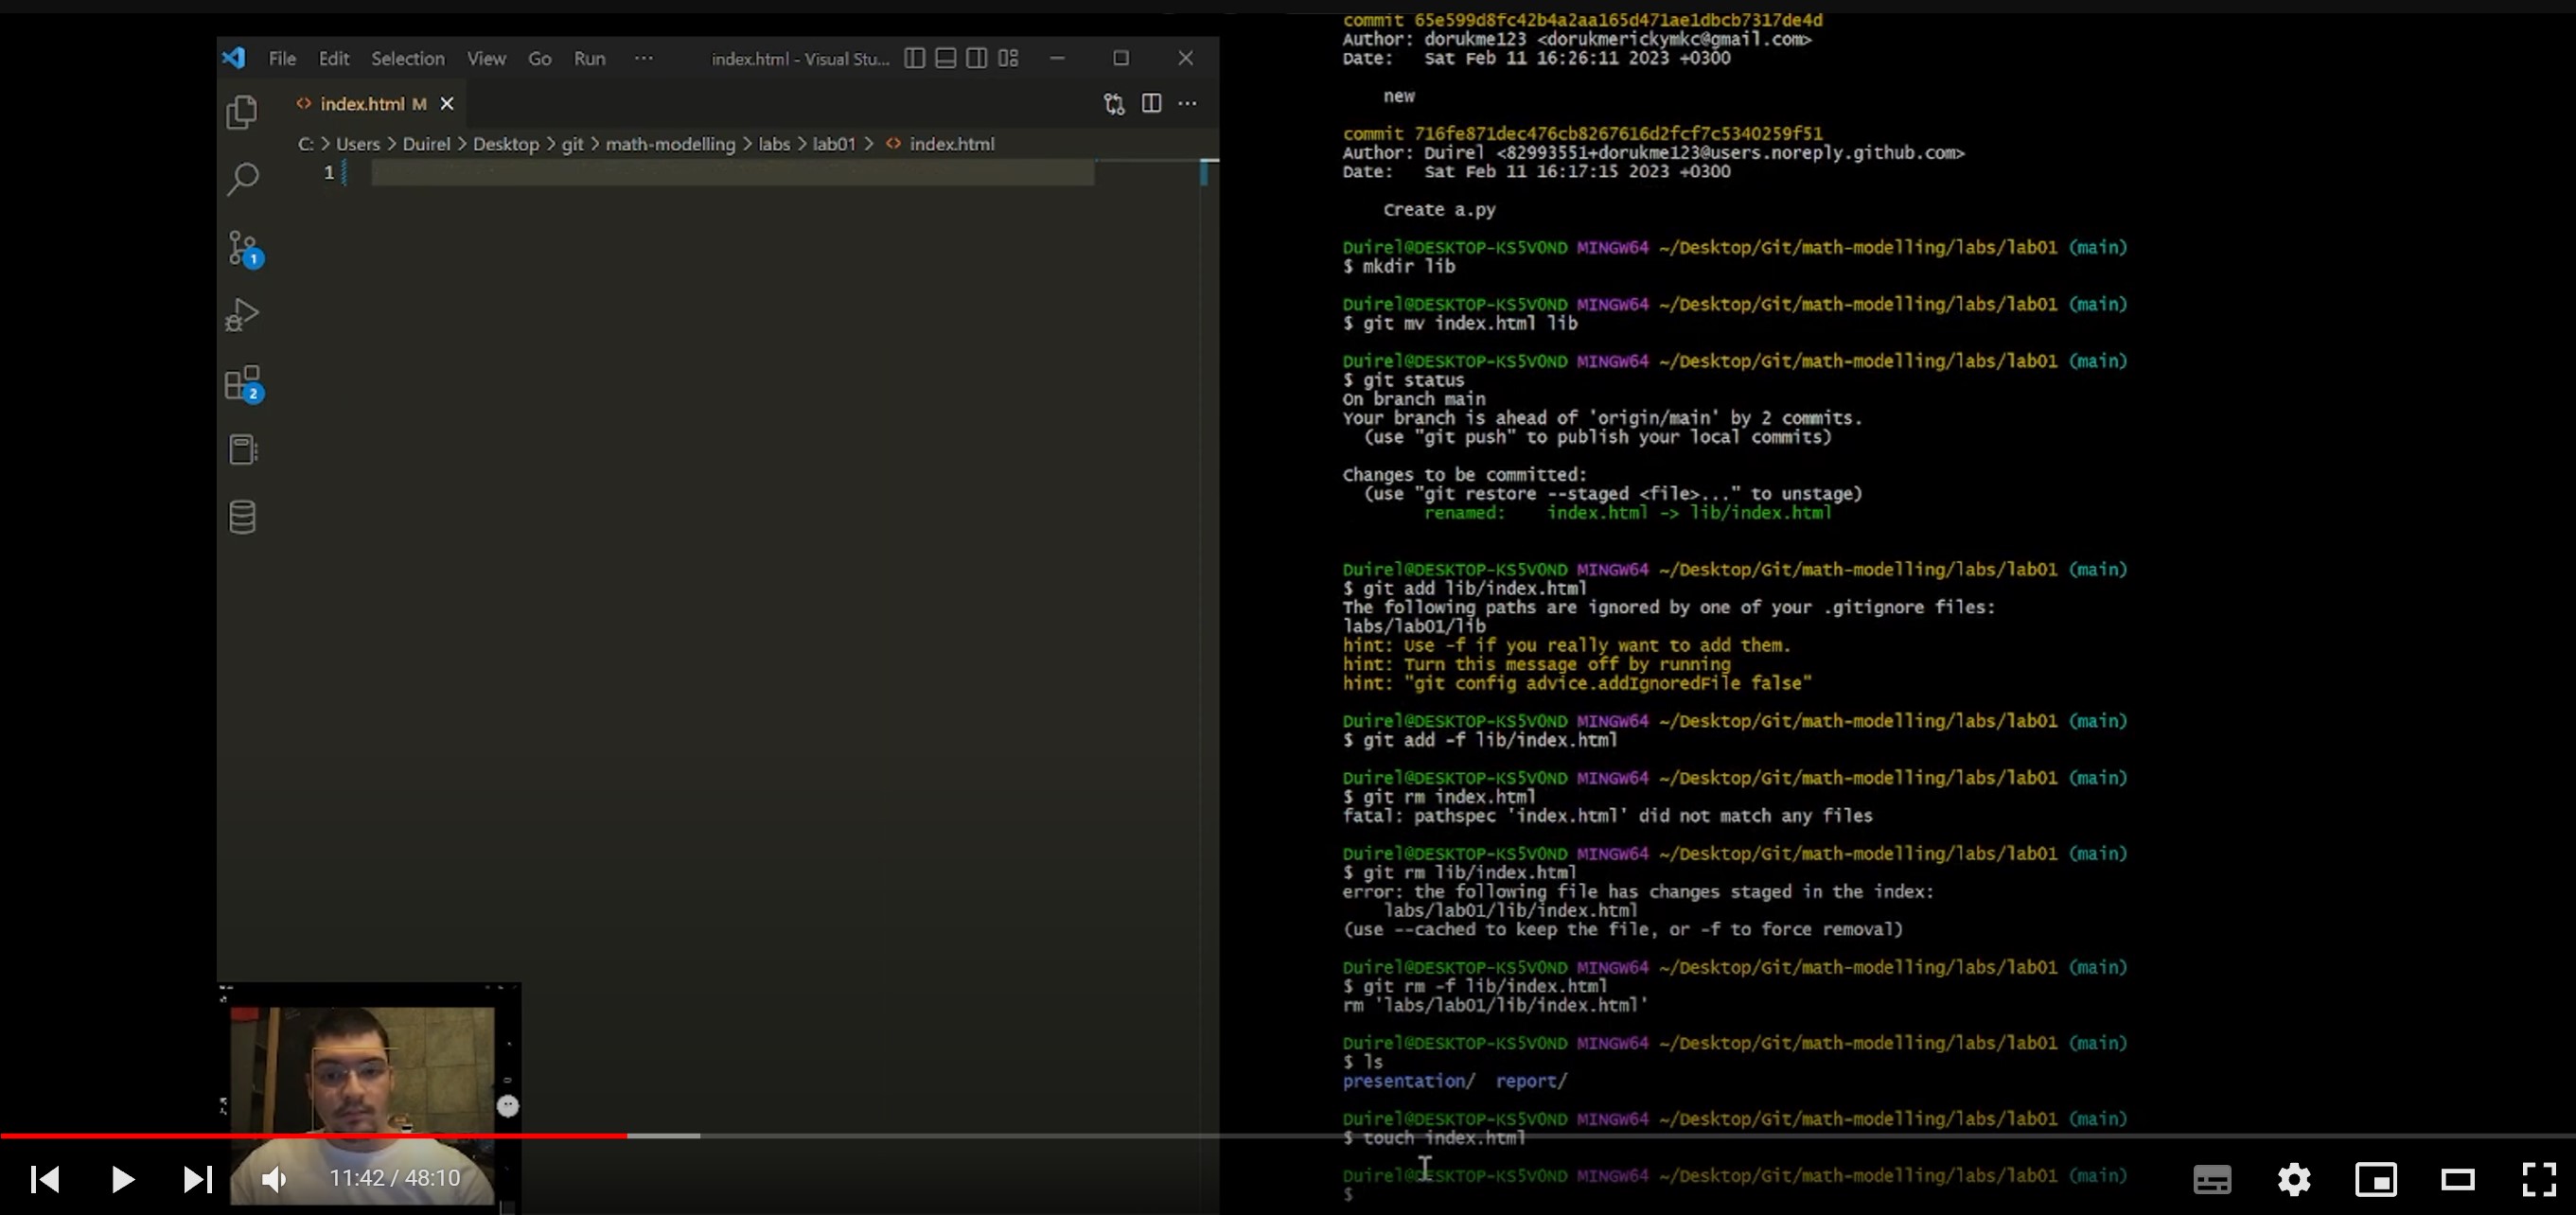 File Edit Selection View Go Run ··· index.html - Visual Stu...
index.html M
C: > Users > Duirel > Desktop > git > math-modelling > labs > lab01 > index.html
1
1
2
commit 65e599d8fc42b4a2aa165d471ae1dbcb7317de4d
Author: dorukme123 <dorukmerickymkc@gmail.com>
Date:   Sat Feb 11 16:26:11 2023 +0300
new
commit 716fe871dec476cb8267616d2fcf7c5340259f51
Author: Duirel <82993551+dorukme123@users.noreply.github.com>
Date:   Sat Feb 11 16:17:15 2023 +0300
Create a.py
Duirel@DESKTOP-KS5V0ND MINGW64 ~/Desktop/Git/math-modelling/labs/lab01 (main)
$ mkdir lib
Duirel@DESKTOP-KS5V0ND MINGW64 ~/Desktop/Git/math-modelling/labs/lab01 (main)
$ git mv index.html lib
Duirel@DESKTOP-KS5V0ND MINGW64 ~/Desktop/Git/math-modelling/labs/lab01 (main)
$ git status
On branch main
Your branch is ahead of 'origin/main' by 2 commits.
(use "git push" to publish your local commits)
Changes to be committed:
(use "git restore --staged <file>..." to unstage)
renamed:    index.html -> lib/index.html
Duirel@DESKTOP-KS5V0ND MINGW64 ~/Desktop/Git/math-modelling/labs/lab01 (main)
$ git add lib/index.html
The following paths are ignored by one of your .gitignore files:
labs/lab01/lib
hint: Use -f if you really want to add them.
hint: Turn this message off by running
hint: "git config advice.addIgnoredFile false"
Duirel@DESKTOP-KS5V0ND MINGW64 ~/Desktop/Git/math-modelling/labs/lab01 (main)
$ git add -f lib/index.html
Duirel@DESKTOP-KS5V0ND MINGW64 ~/Desktop/Git/math-modelling/labs/lab01 (main)
$ git rm index.html
fatal: pathspec 'index.html' did not match any files
Duirel@DESKTOP-KS5V0ND MINGW64 ~/Desktop/Git/math-modelling/labs/lab01 (main)
$ git rm lib/index.html
error: the following file has changes staged in the index:
labs/lab01/lib/index.html
(use --cached to keep the file, or -f to force removal)
Duirel@DESKTOP-KS5V0ND MINGW64 ~/Desktop/Git/math-modelling/labs/lab01 (main)
$ git rm -f lib/index.html
rm 'labs/lab01/lib/index.html'
Duirel@DESKTOP-KS5V0ND MINGW64 ~/Desktop/Git/math-modelling/labs/lab01 (main)
$ ls
presentation/  report/
Duirel@DESKTOP-KS5V0ND MINGW64 ~/Desktop/Git/math-modelling/labs/lab01 (main)
$ touch index.html
Duirel@DESKTOP-KS5V0ND MINGW64 ~/Desktop/Git/math-modelling/labs/lab01 (main)
$
11:42 / 48:10